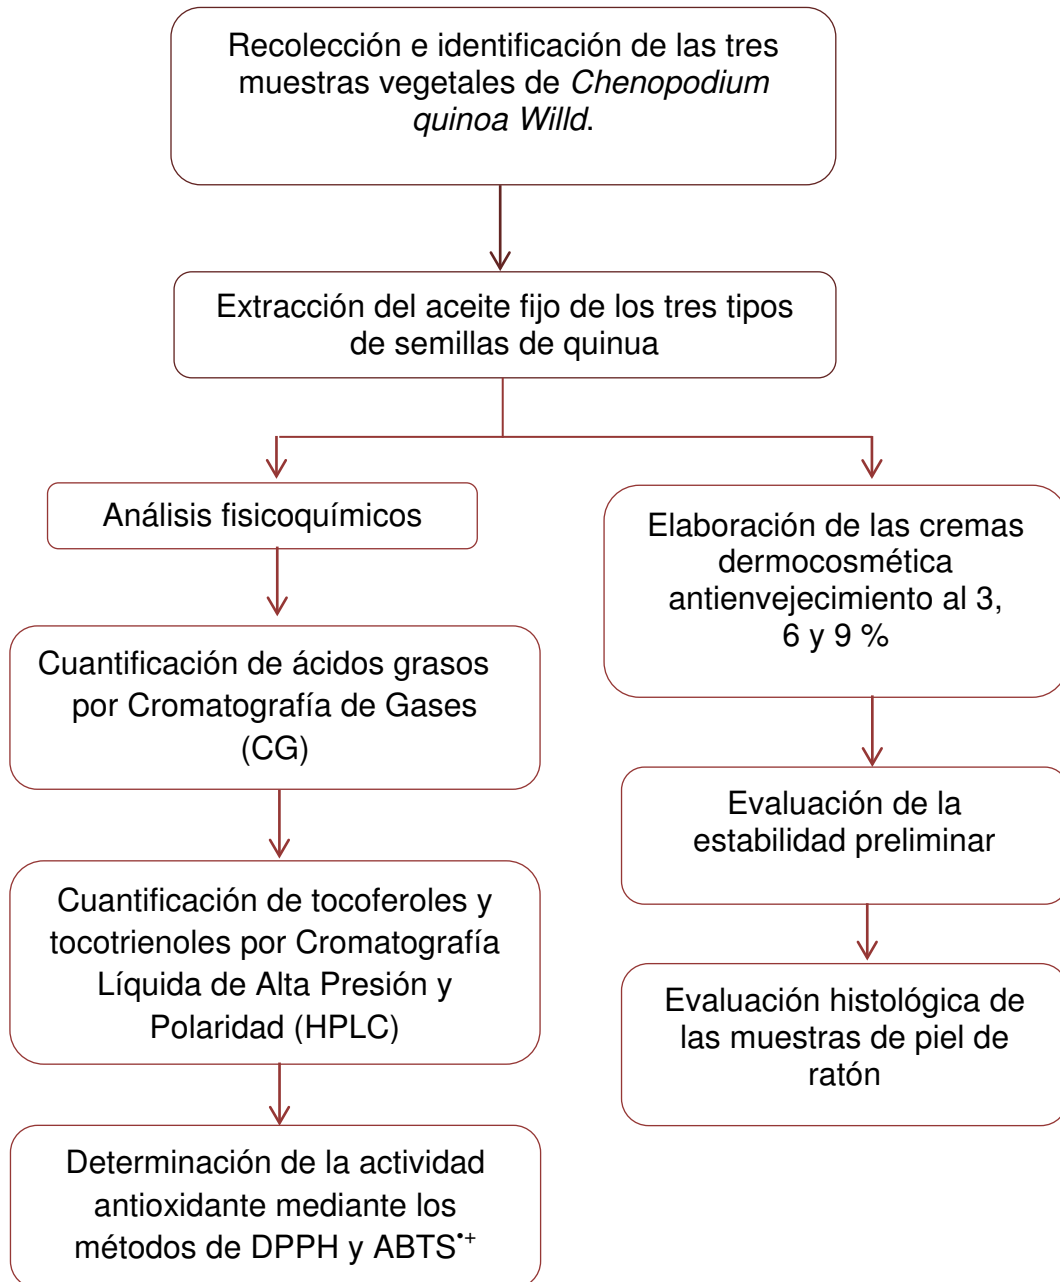 Recolección e identificación de las tres
muestras vegetales de Chenopodium
quinoa Willd.
Extracción del aceite fijo de los tres tipos
de semillas de quinua
Análisis fisicoquímicos
Cuantificación de ácidos grasos
por Cromatografía de Gases
(CG)
Cuantificación de tocoferoles y
tocotrienoles por Cromatografía
Líquida de Alta Presión y
Polaridad (HPLC)
Determinación de la actividad
antioxidante mediante los
métodos de DPPH y ABTS•+
Elaboración de las cremas
dermocosmética
antienvejecimiento al 3,
6 y 9 %
Evaluación de la
estabilidad preliminar
Evaluación histológica de
las muestras de piel de
ratón